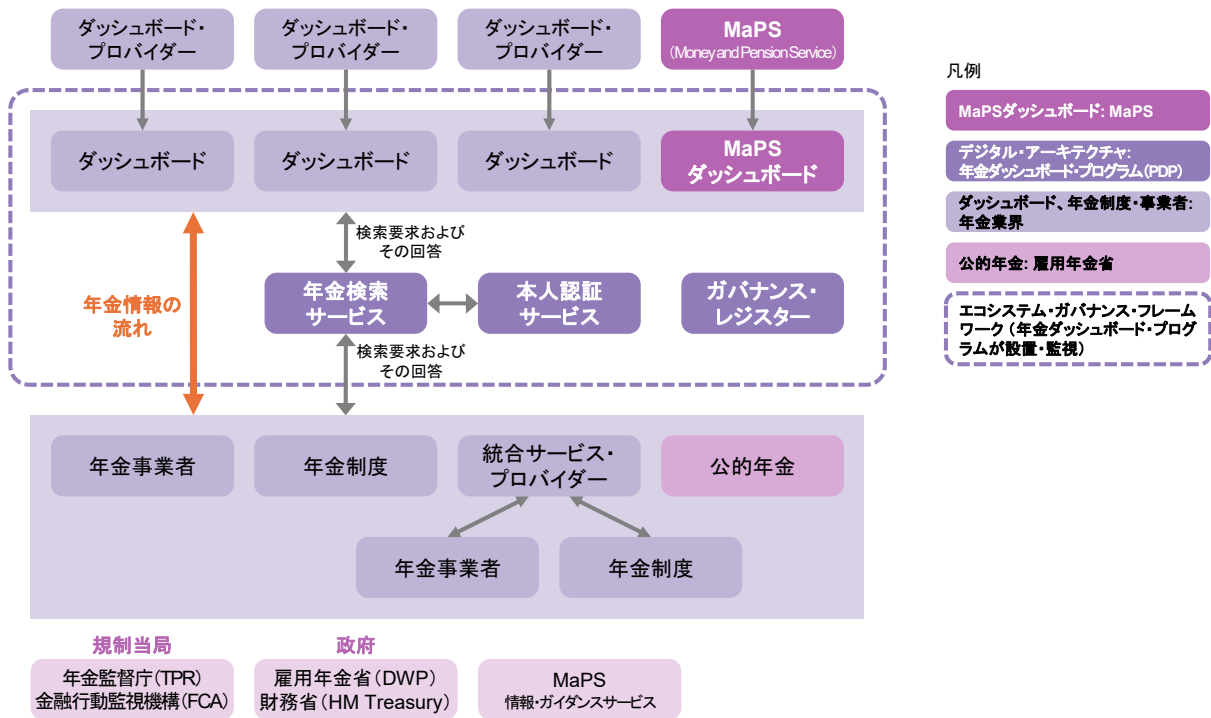 ダッシュボード・
プロバイダー
ダッシュボード・
プロバイダー
ダッシュボード・
プロバイダー
MaPS
(Money and Pension Service)
ダッシュボード
ダッシュボード
ダッシュボード
MaPS
ダッシュボード
検索要求および
その回答
年金情報の
流れ
年金検索
サービス
本人認証
サービス
ガバナンス・
レジスター
検索要求および
その回答
年金事業者
年金制度
統合サービス・
プロバイダー
公的年金
年金事業者
年金制度
規制当局
年金監督庁(TPR)
金融行動監視機構(FCA)
政府
雇用年金省(DWP)
財務省(HM Treasury)
MaPS
情報・ガイダンスサービス
凡例
MaPSダッシュボード: MaPS
デジタル・アーキテクチャ:
年金ダッシュボード・プログラム(PDP)
ダッシュボード、年金制度・事業者:
年金業界
公的年金: 雇用年金省
エコシステム・ガバナンス・フレーム
ワーク(年金ダッシュボード・プログ
ラムが設置・監視)